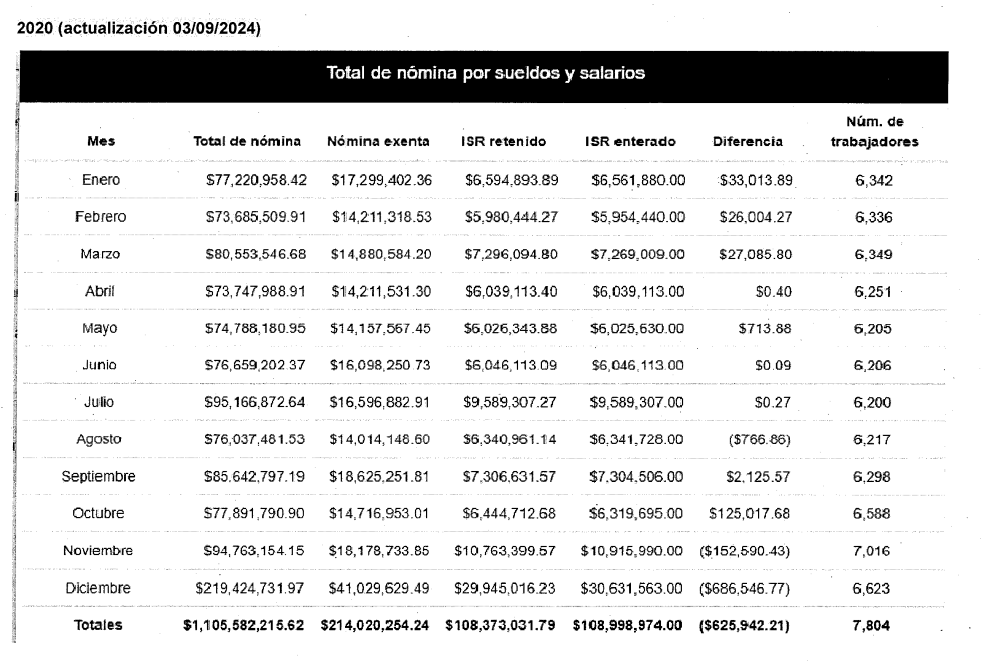 2020 (actualización 03/09/2024)
Total de nómina por sueldos y salarios
Mes Total de nómina Nómina exenta ISR retenido ISR enterado Diferencia Núm. de trabajadores
Enero $77,220,958.42 $17,299,402.36 $6,594,893.89 $6,561,880.00 $33,013.89 6,342
Febrero $73,685,509.91 $14,211,318.53 $5,980,444.27 $5,954,440.00 $26,004.27 6,336
Marzo $80,553,546.68 $14,880,584.20 $7,296,094.80 $7,269,009.00 $27,085.80 6,349
Abril $73,747,988.91 $14,211,531.30 $6,039,113.40 $6,039,113.00 $0.40 6,251
Mayo $74,788,180.95 $14,157,567.45 $6,026,343.88 $6,025,630.00 $713.88 6,205
Junio $76,659,202.37 $16,098,250.73 $6,046,113.09 $6,046,113.00 $0.09 6,206
Julio $95,166,872.64 $16,596,882.91 $9,589,307.27 $9,589,307.00 $0.27 6,200
Agosto $76,037,481.53 $14,014,148.60 $6,340,961.14 $6,341,728.00 ($766.86) 6,217
Septiembre $85,642,797.19 $18,625,251.81 $7,306,631.57 $7,304,506.00 $2,125.57 6,298
Octubre $77,891,790.90 $14,716,953.01 $6,444,712.68 $6,319,695.00 $125,017.68 6,588
Noviembre $94,763,154.15 $18,178,733.85 $10,763,399.57 $10,915,990.00 ($152,590.43) 7,016
Diciembre $219,424,731.97 $41,029,629.49 $29,945,016.23 $30,631,563.00 ($686,546.77) 6,623
Totales $1,105,582,215.62 $214,020,254.24 $108,373,031.79 $108,998,974.00 ($625,942.21) 7,804